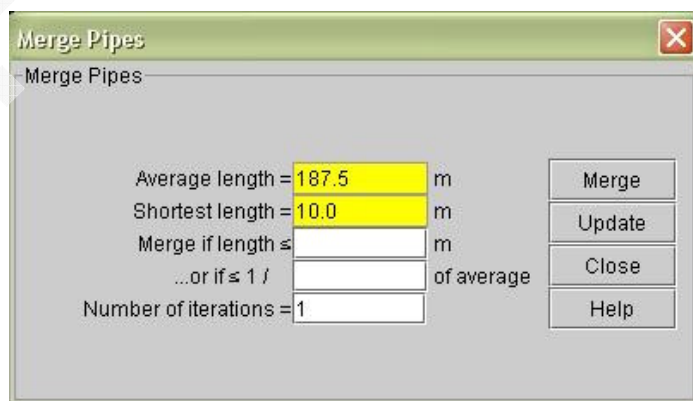 Merge Pipes
Merge Pipes
Average length = 187.5 m
Shortest length = 10.0 m
Merge if length ≤ m
...or if ≤ 1 / of average
Number of iterations = 1
Merge
Update
Close
Help